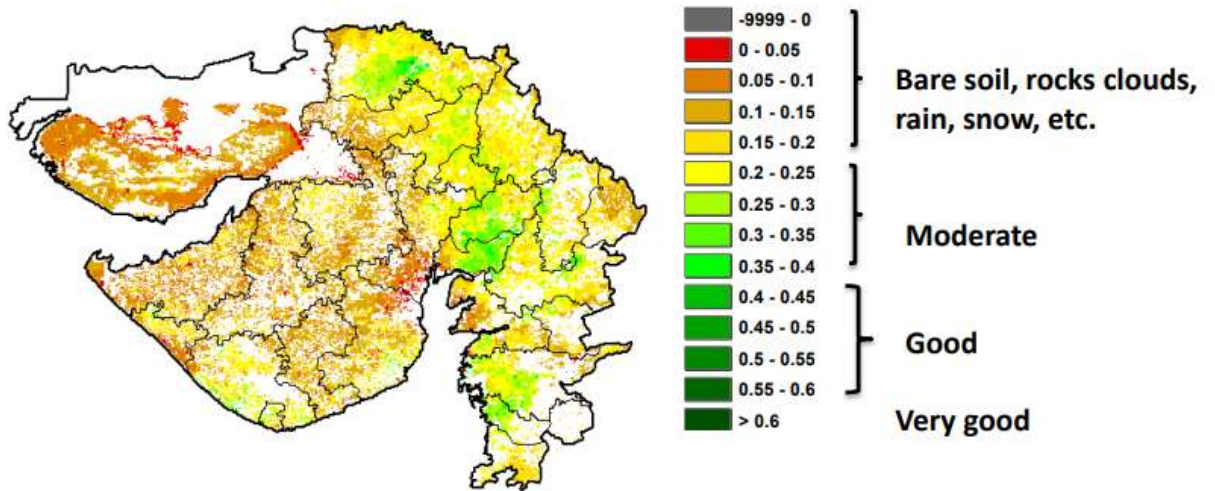 -9999 - 0
0 - 0.05
0.05 - 0.1
0.1 - 0.15
0.15 - 0.2
0.2 - 0.25
0.25 - 0.3
0.3 - 0.35
0.35 - 0.4
0.4 - 0.45
0.45 - 0.5
0.5 - 0.55
0.55 - 0.6
> 0.6
Bare soil, rocks clouds,
rain, snow, etc.
Moderate
Good
Very good